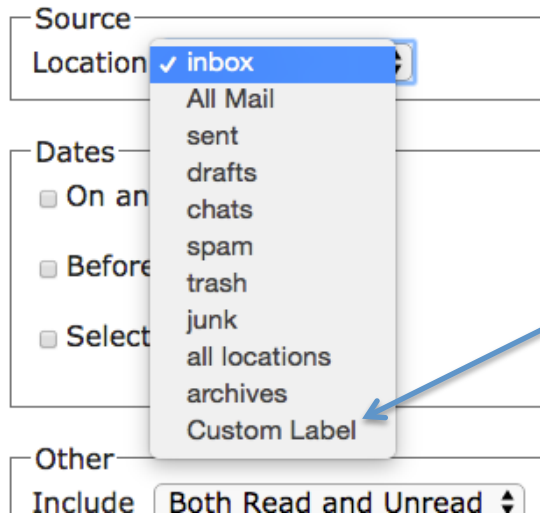 Source
Location ✓ inbox
All Mail
sent
drafts
chats
spam
trash
junk
all locations
archives
Custom Label
Dates
On an
Before
Select
Other
Include Both Read and Unread